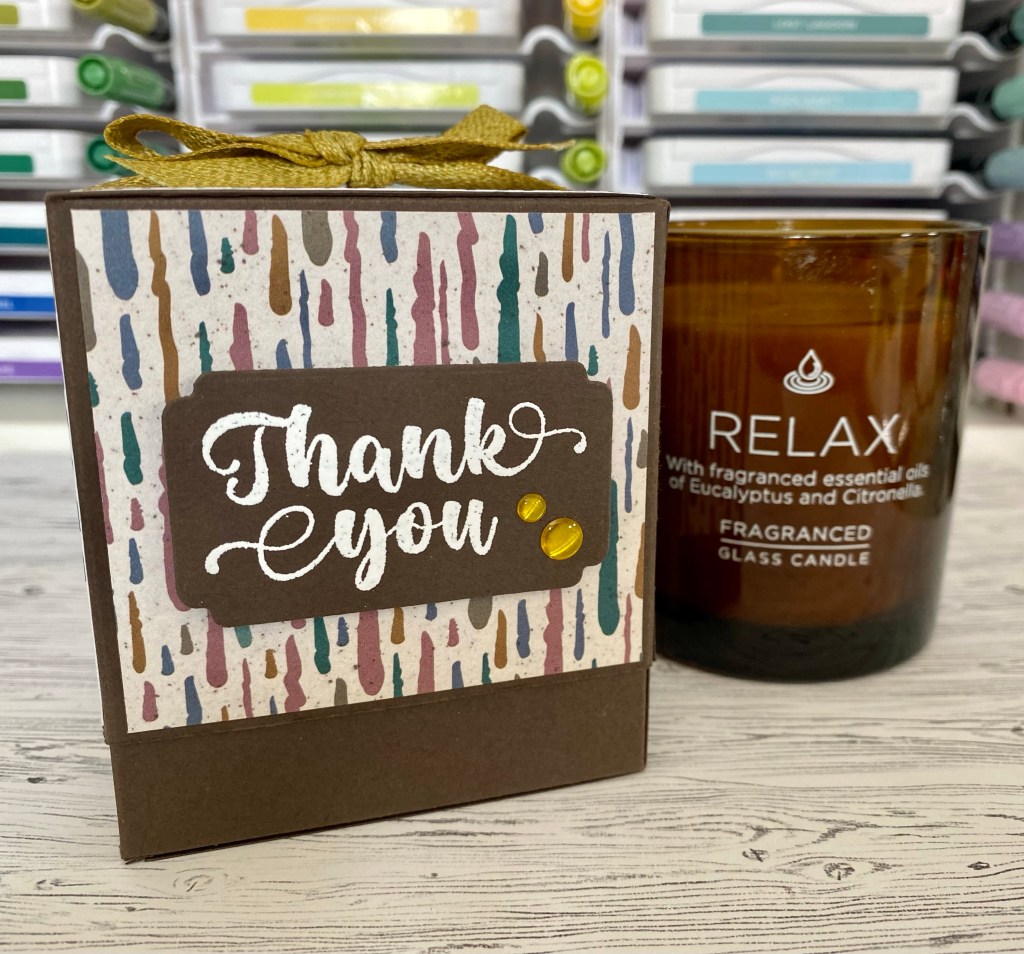 Thank
you
RELAX
With fragranced essential oils
of Eucalyptus and Citronella.
FRAGRANCED
GLASS CANDLE